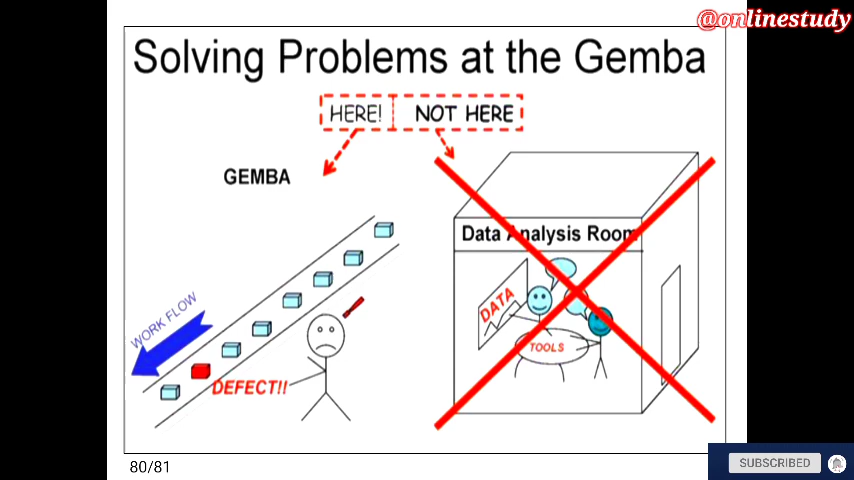 @onlinestudy
Solving Problems at the Gemba
HERE! NOT HERE
GEMBA
Data Analysis Room
DATA
WORK FLOW
TOOLS
DEFECT!!
80/81
SUBSCRIBED